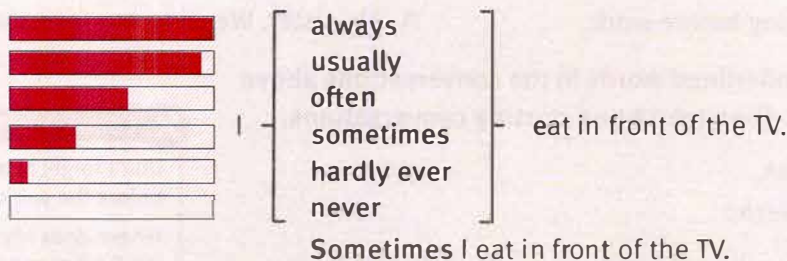 always
usually
often
I sometimes eat in front of the TV.
hardly ever
never
Sometimes I eat in front of the TV.